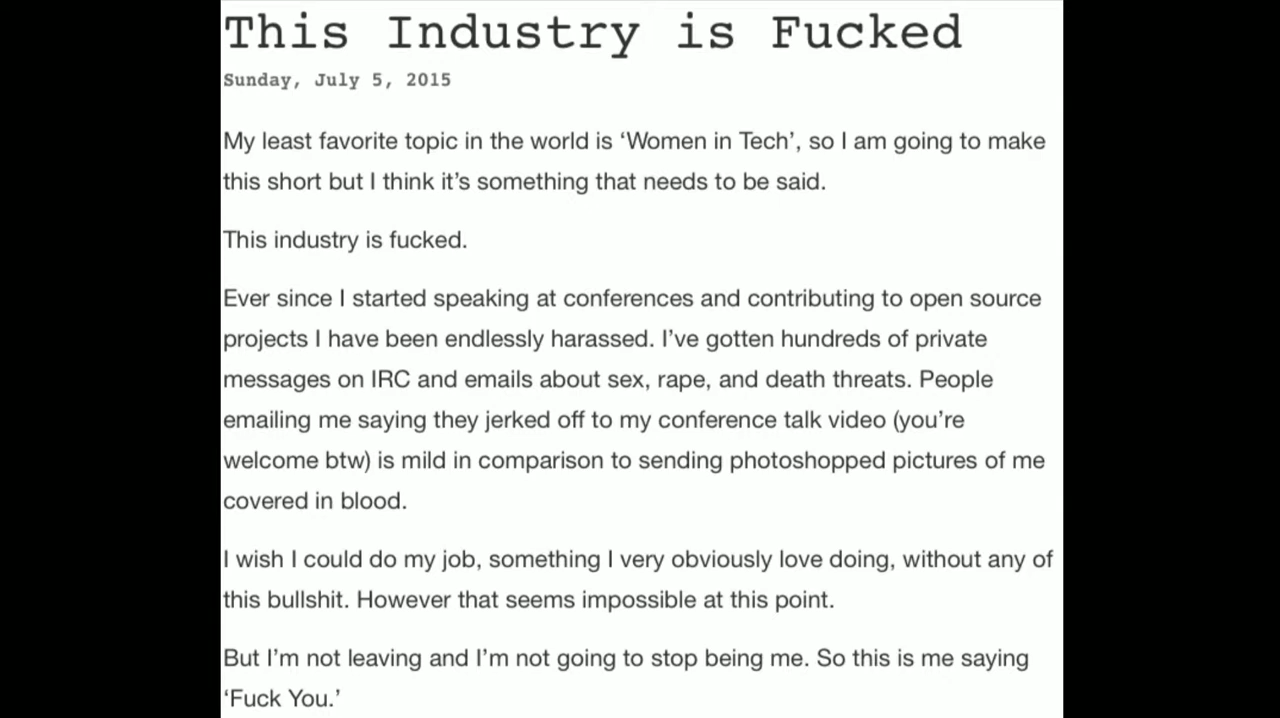 This Industry is Fucked
Sunday, July 5, 2015
My least favorite topic in the world is ‘Women in Tech’, so I am going to make
this short but I think it’s something that needs to be said.
This industry is fucked.
Ever since I started speaking at conferences and contributing to open source
projects I have been endlessly harassed. I’ve gotten hundreds of private
messages on IRC and emails about sex, rape, and death threats. People
emailing me saying they jerked off to my conference talk video (you’re
welcome btw) is mild in comparison to sending photoshopped pictures of me
covered in blood.
I wish I could do my job, something I very obviously love doing, without any of
this bullshit. However that seems impossible at this point.
But I’m not leaving and I’m not going to stop being me. So this is me saying
‘Fuck You.’